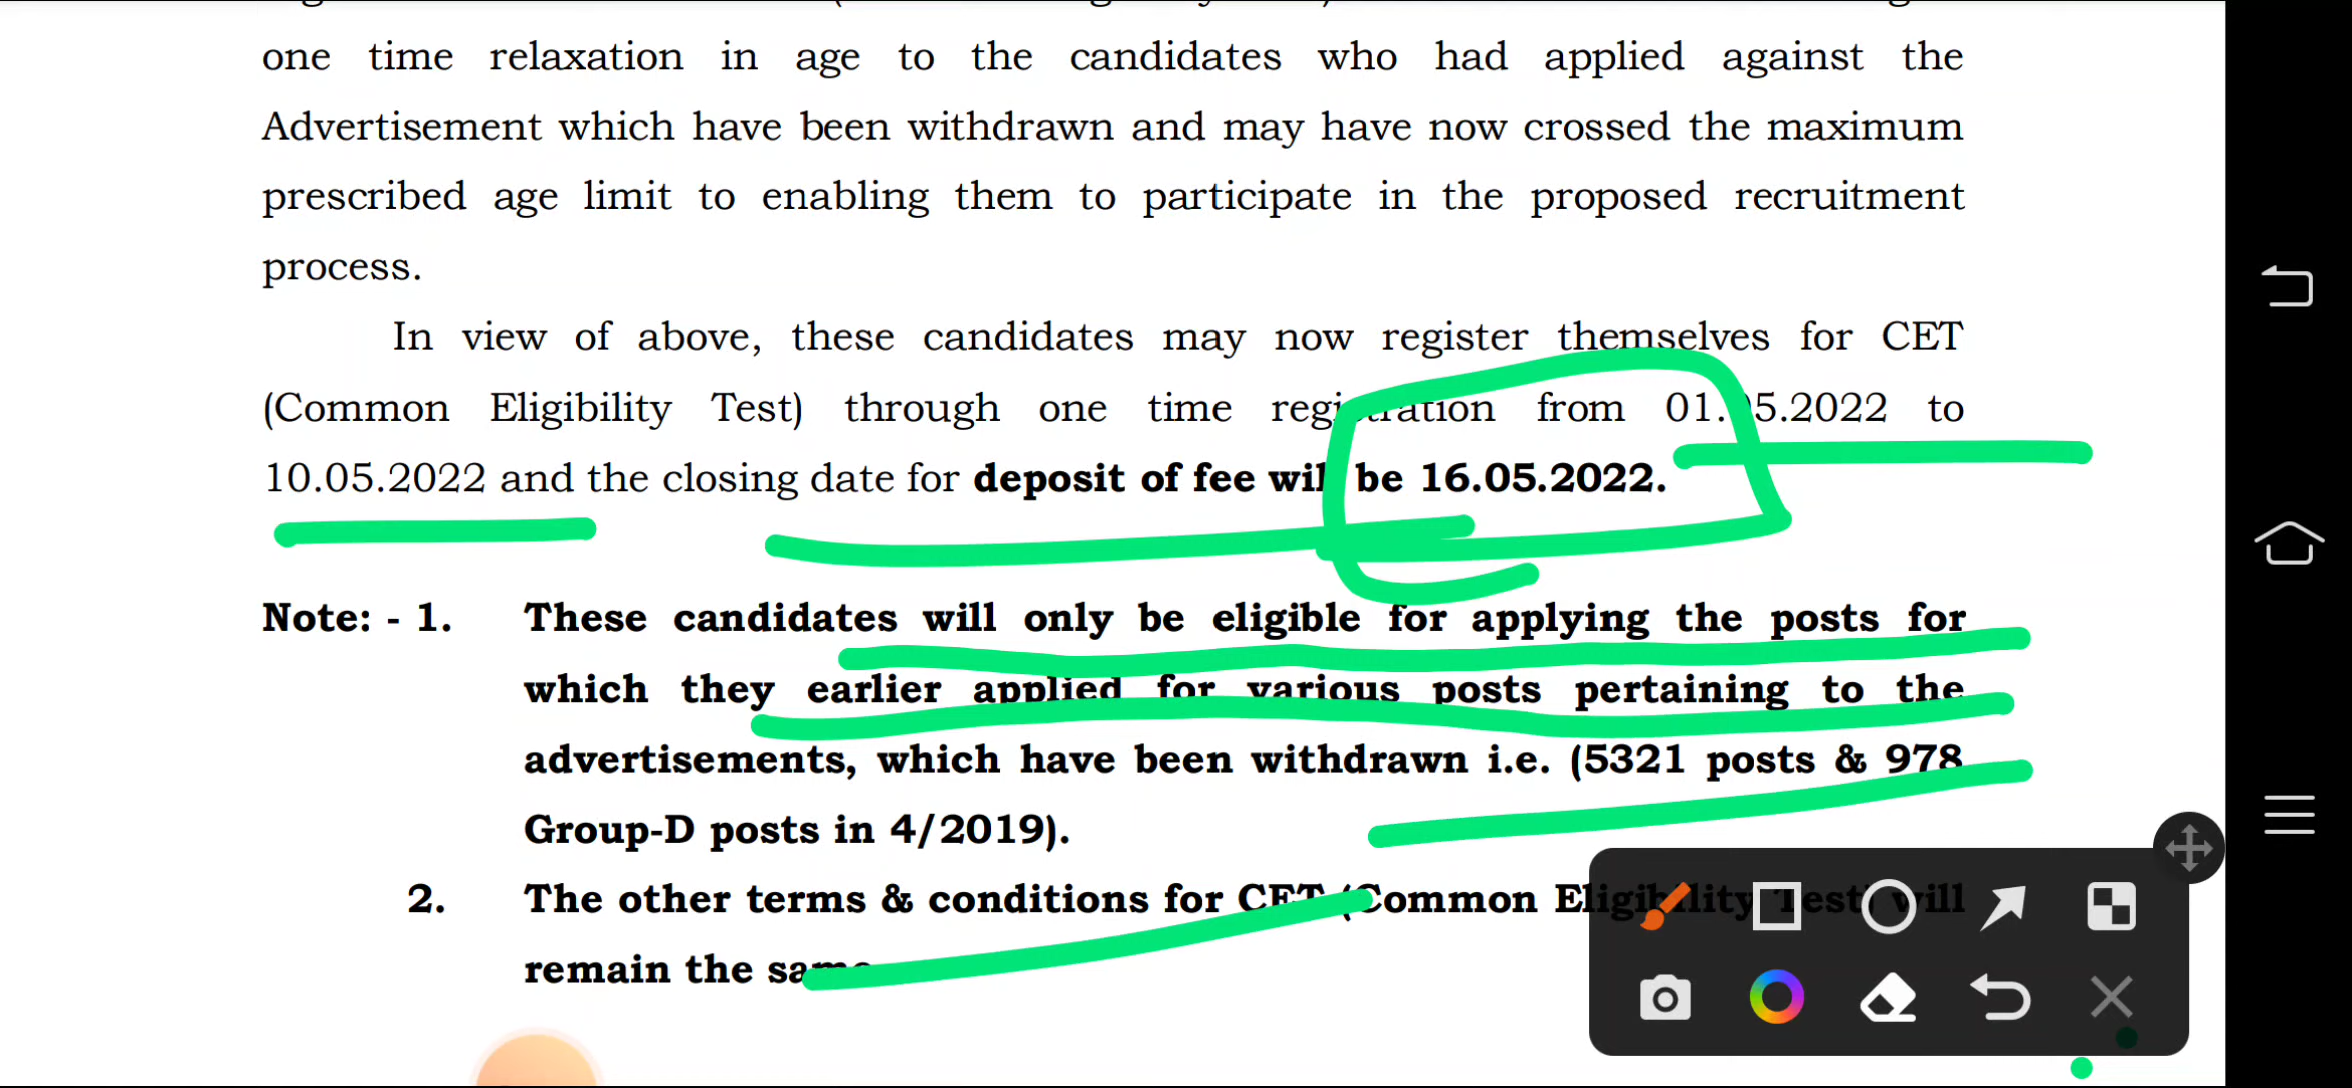 one time relaxation in age to the candidates who had applied against the
Advertisement which have been withdrawn and may have now crossed the maximum
prescribed age limit to enabling them to participate in the proposed recruitment
process.
In view of above, these candidates may now register themselves for CET
(Common Eligibility Test) through one time registration from 01.05.2022 to
10.05.2022 and the closing date for deposit of fee will be 16.05.2022.
Note: - 1. These candidates will only be eligible for applying the posts for
which they earlier applied for various posts pertaining to the
advertisements, which have been withdrawn i.e. (5321 posts & 978
Group-D posts in 4/2019).
2. The other terms & conditions for CET (Common Eligibility Test) will
remain the same